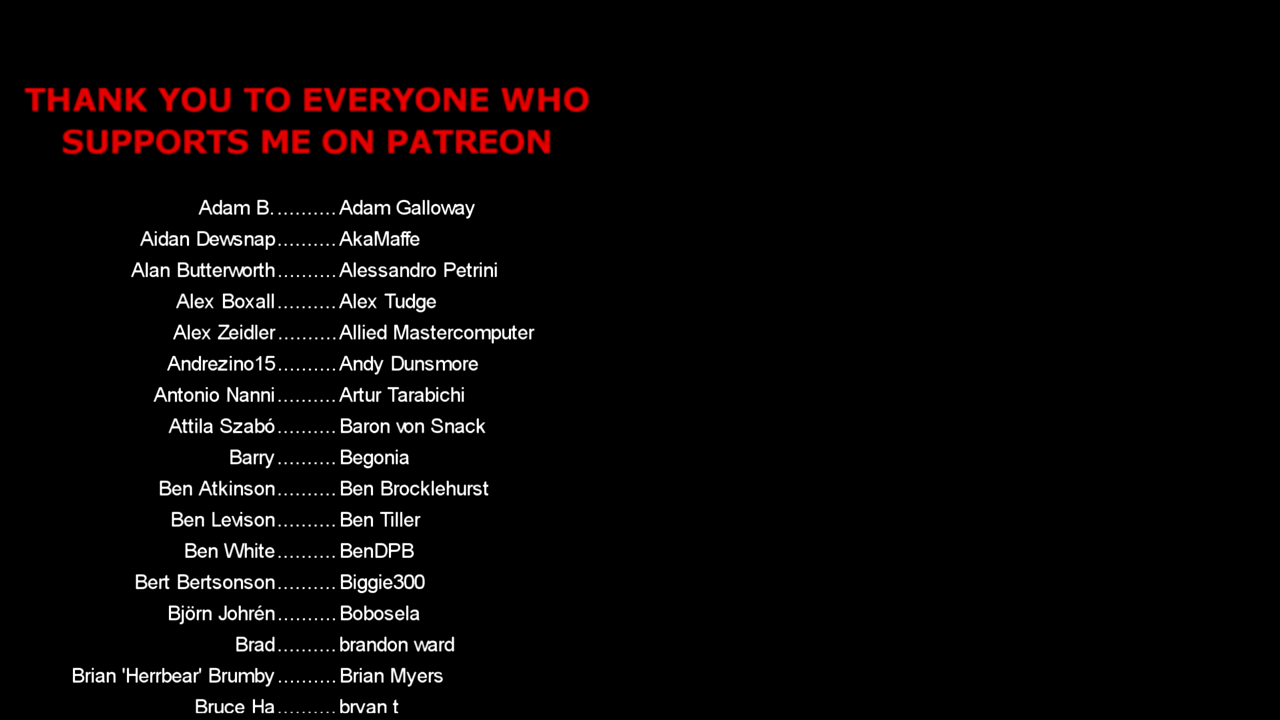 THANK YOU TO EVERYONE WHO
SUPPORTS ME ON PATREON
Adam B...........Adam Galloway
Aidan Dewsnap..........AkaMaffe
Alan Butterworth..........Alessandro Petrini
Alex Boxall..........Alex Tudge
Alex Zeidler..........Allied Mastercomputer
Andrezino15..........Andy Dunsmore
Antonio Nanni..........Artur Tarabichi
Attila Szabó..........Baron von Snack
Barry..........Begonia
Ben Atkinson..........Ben Brocklehurst
Ben Levison..........Ben Tiller
Ben White..........BenDPB
Bert Bertsonson..........Biggie300
Björn Johrén..........Bobosela
Brad..........brandon ward
Brian 'Herrbear' Brumby..........Brian Myers
Bruce Ha..........bryan t